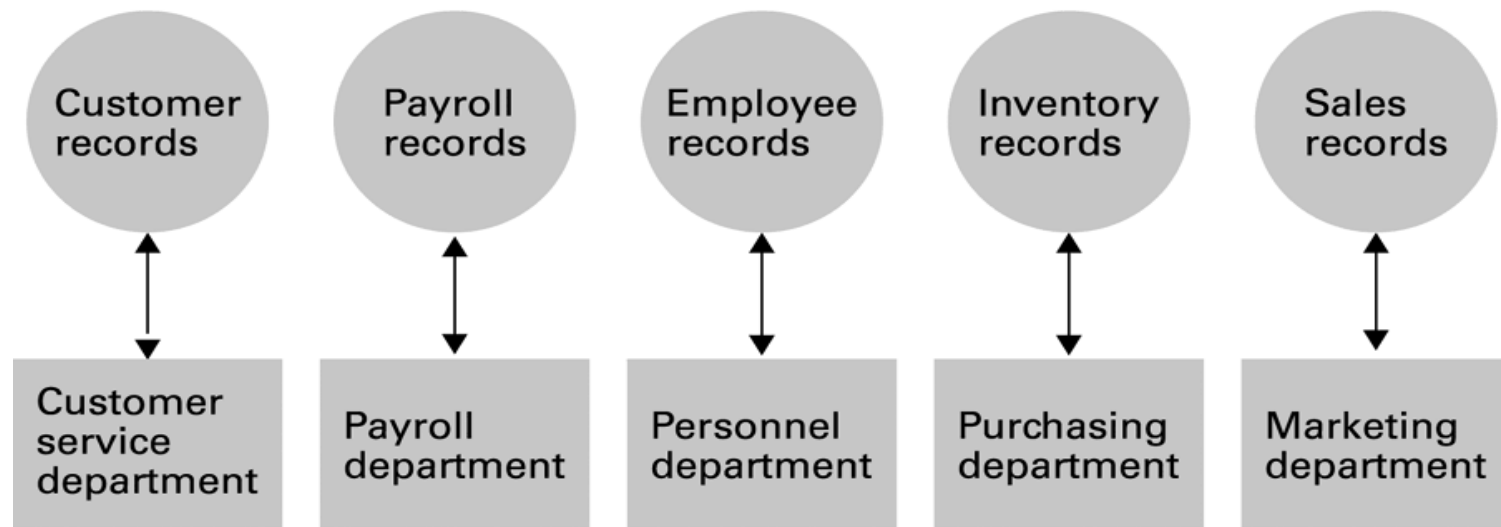 Customer
records
Payroll
records
Employee
records
Inventory
records
Sales
records
Customer
service
department
Payroll
department
Personnel
department
Purchasing
department
Marketing
department